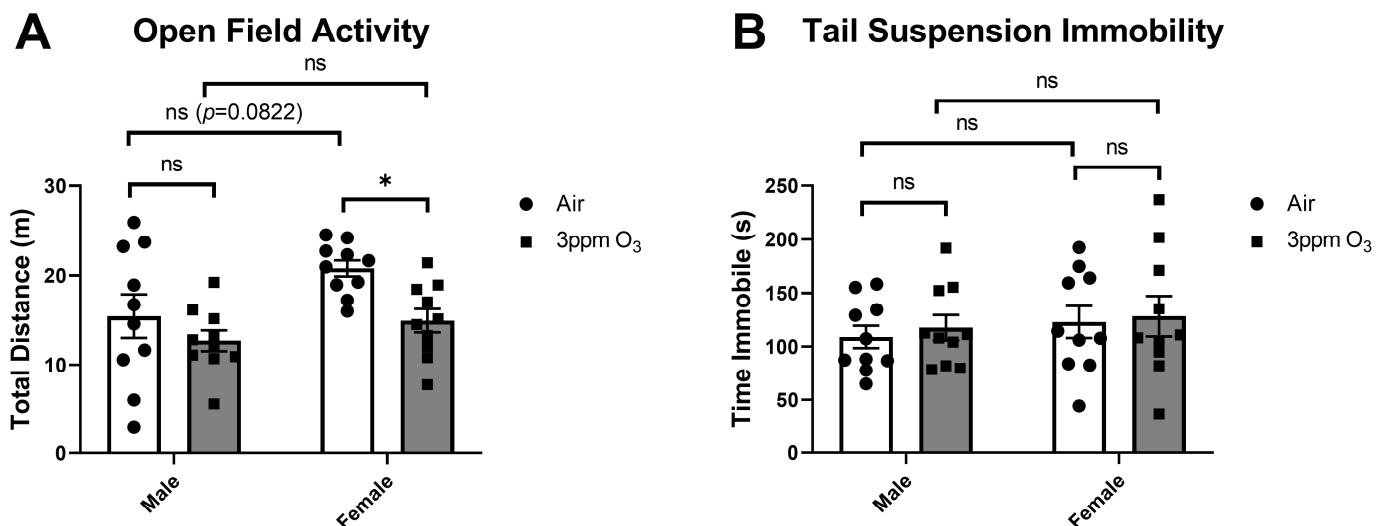 A
Open Field Activity
ns
ns (p=0.0822)
ns
*
30
20
10
0
Total Distance (m)
Male
Female
Air
3ppm O₃
B
Tail Suspension Immobility
ns
ns
ns
ns
250
200
150
100
50
0
Time Immobile (s)
Male
Female
Air
3ppm O₃